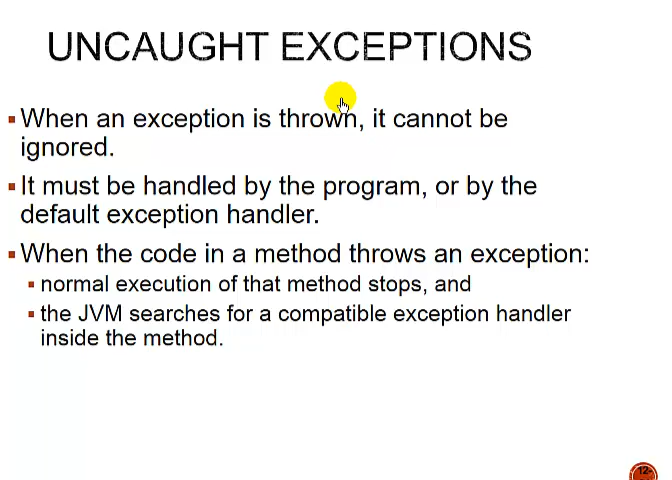 UNCAUGHT EXCEPTIONS
▪ When an exception is thrown, it cannot be
ignored.
▪ It must be handled by the program, or by the
default exception handler.
▪ When the code in a method throws an exception:
▪ normal execution of that method stops, and
▪ the JVM searches for a compatible exception handler
inside the method.
12-